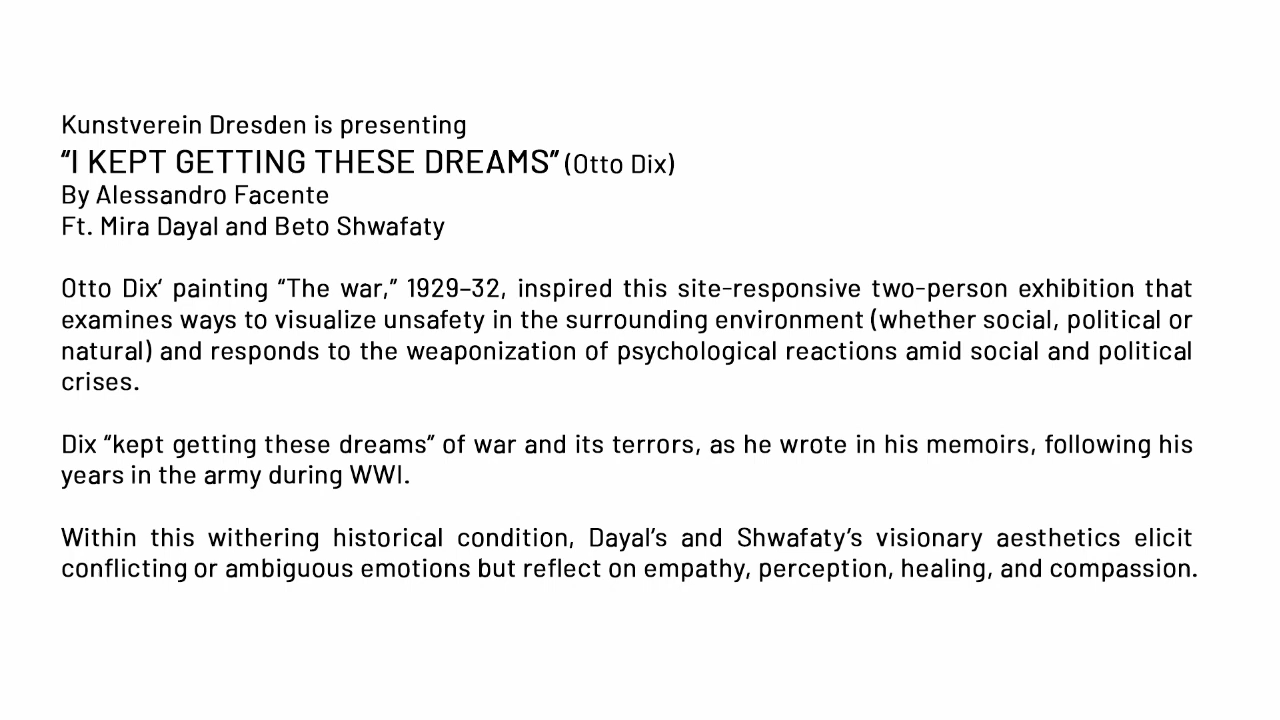 Kunstverein Dresden is presenting
“I KEPT GETTING THESE DREAMS” (Otto Dix)
By Alessandro Facente
Ft. Mira Dayal and Beto Shwafaty
Otto Dix‘ painting “The war,” 1929–32, inspired this site-responsive two-person exhibition that
examines ways to visualize unsafety in the surrounding environment (whether social, political or
natural) and responds to the weaponization of psychological reactions amid social and political
crises.
Dix “kept getting these dreams” of war and its terrors, as he wrote in his memoirs, following his
years in the army during WWI.
Within this withering historical condition, Dayal’s and Shwafaty’s visionary aesthetics elicit
conflicting or ambiguous emotions but reflect on empathy, perception, healing, and compassion.